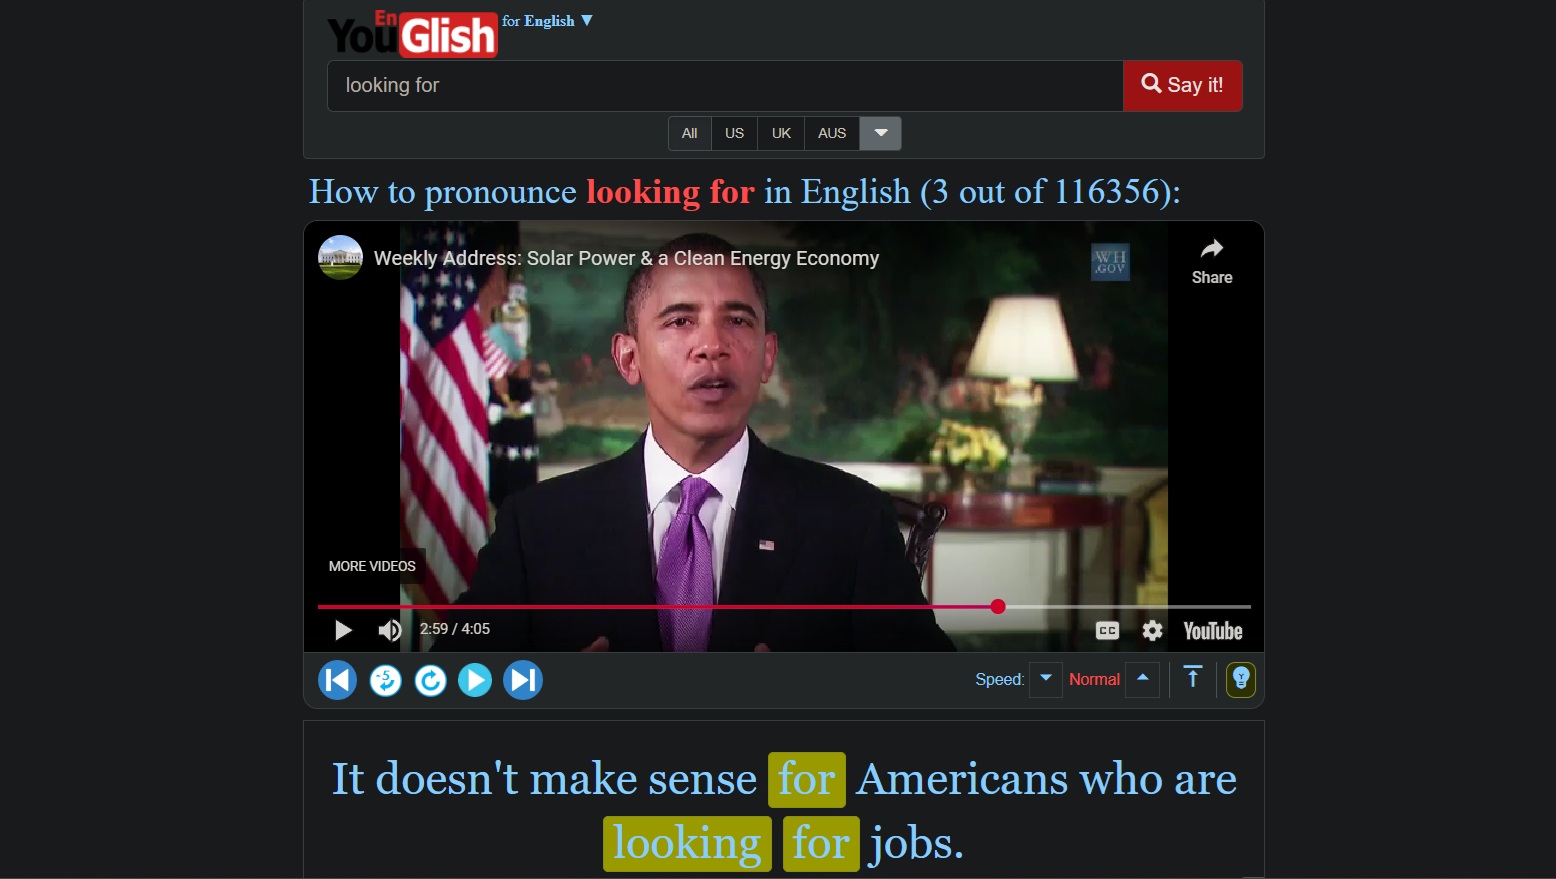 En
YouGlish for English ▼
looking for
Say it!
All US UK AUS
How to pronounce looking for in English (3 out of 116356):
Weekly Address: Solar Power & a Clean Energy Economy
WH
.GOV
Share
MORE VIDEOS
2:59 / 4:05
CC
YouTube
-5
Speed: Normal
Y
It doesn't make sense for Americans who are
looking for jobs.